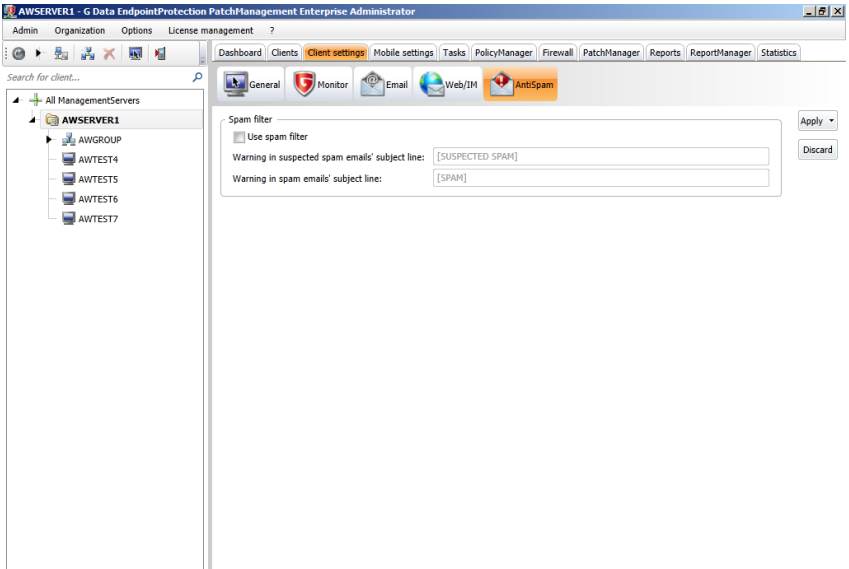 AWSERVER1 - G Data EndpointProtection PatchManagement Enterprise Administrator
Admin Organization Options License management ?
Dashboard Clients Client settings Mobile settings Tasks PolicyManager Firewall PatchManager Reports ReportManager Statistics
Search for client...
General Monitor Email Web/IM AntiSpam
All ManagementServers
AWSERVER1
AWGROUP
AWTEST4
AWTEST5
AWTEST6
AWTEST7
Spam filter
Use spam filter
Warning in suspected spam emails' subject line: [SUSPECTED SPAM]
Warning in spam emails' subject line: [SPAM]
Apply
Discard